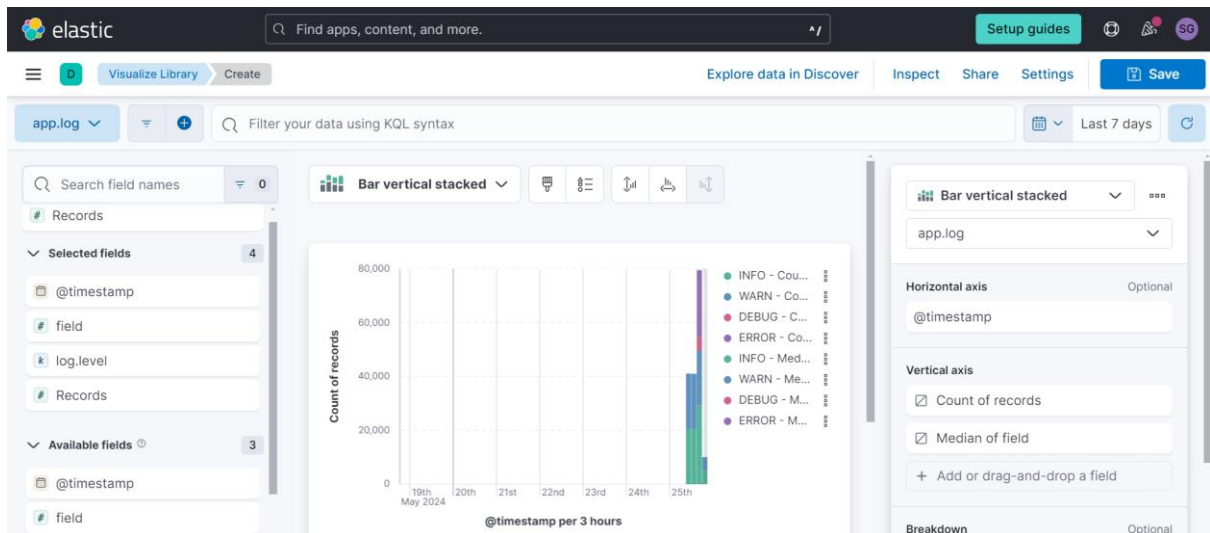 elastic
Find apps, content, and more.
^/
Setup guides
SG
D
Visualize Library
Create
Explore data in Discover
Inspect
Share
Settings
Save
app.log
Filter your data using KQL syntax
Last 7 days
Search field names
0
# Records
Selected fields
4
@timestamp
# field
k log.level
# Records
Available fields
3
@timestamp
# field
Bar vertical stacked
Count of records
80,000
60,000
40,000
20,000
0
19th
May 2024
20th
21st
22nd
23rd
24th
25th
@timestamp per 3 hours
INFO - Cou...
WARN - Co...
DEBUG - C...
ERROR - Co...
INFO - Med...
WARN - Me...
DEBUG - M...
ERROR - M...
Bar vertical stacked
app.log
Horizontal axis
Optional
@timestamp
Vertical axis
Count of records
Median of field
+ Add or drag-and-drop a field
Breakdown
Optional